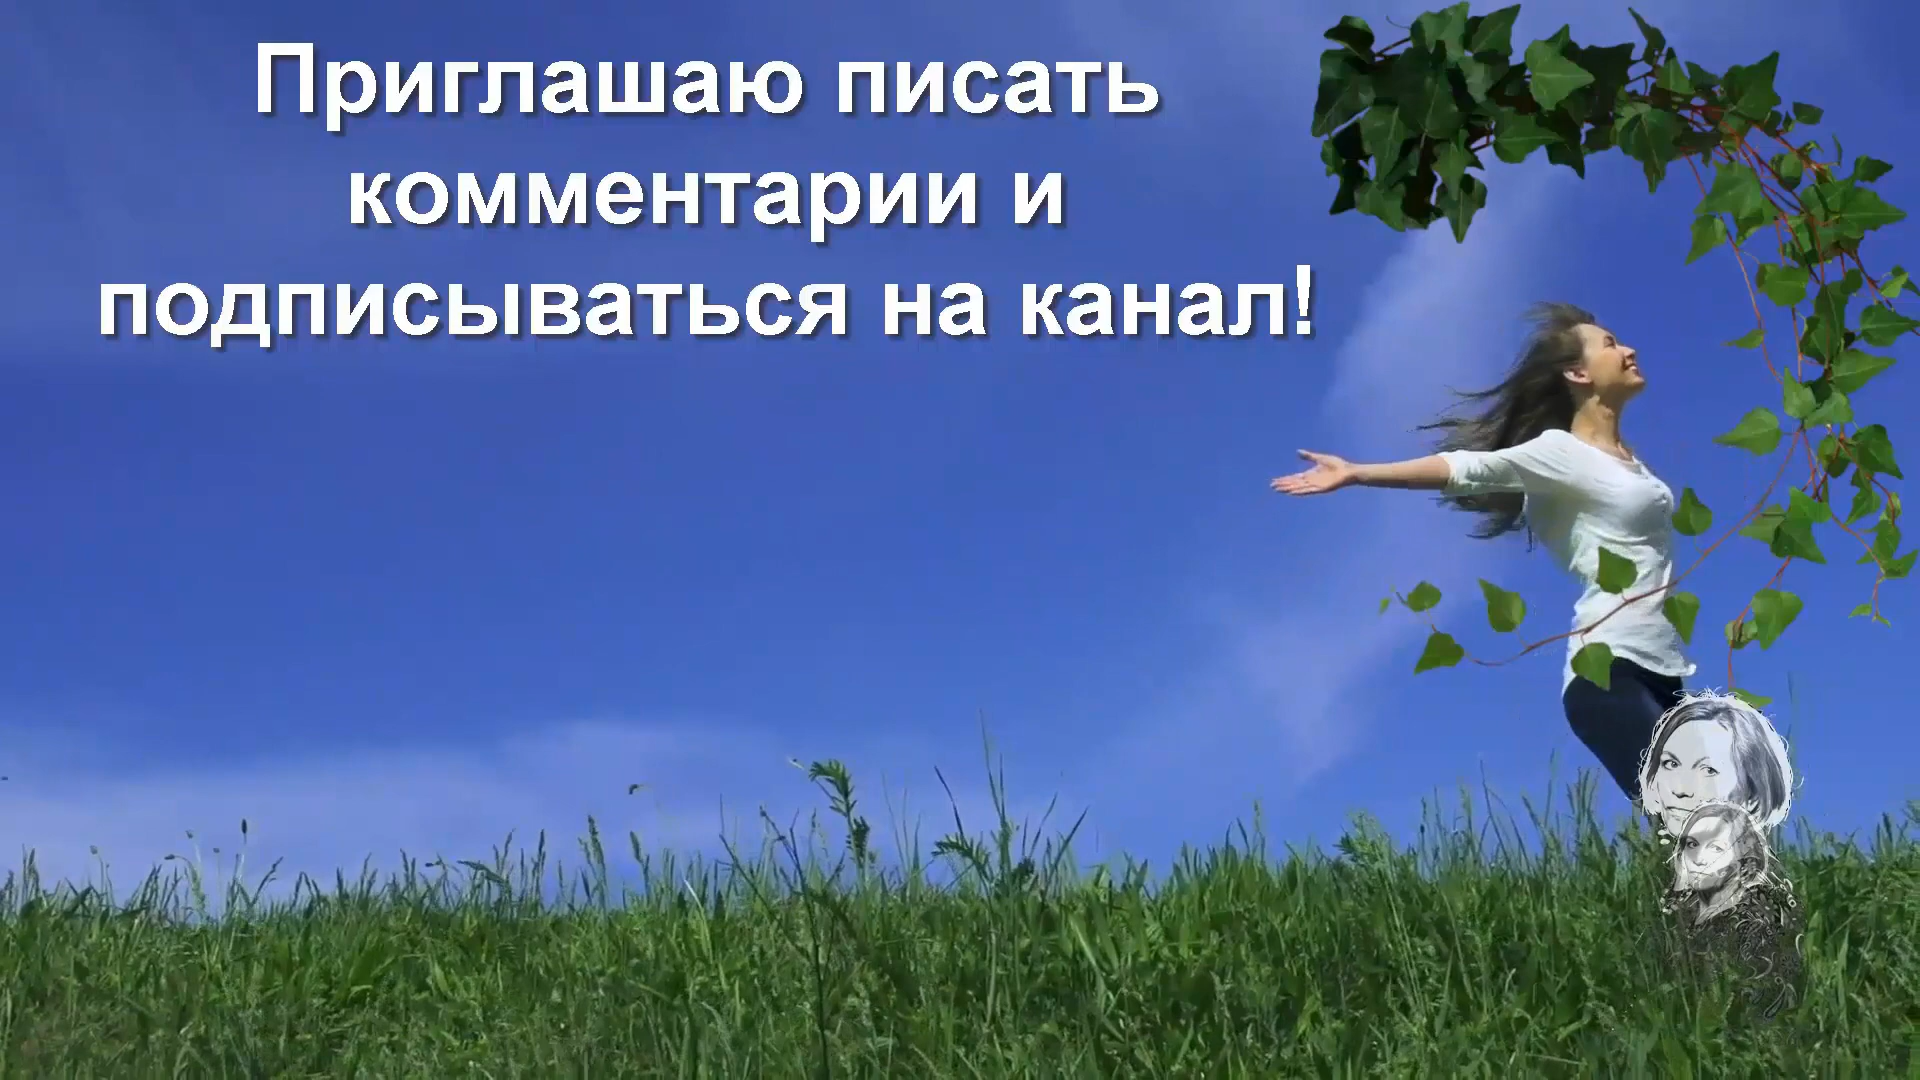 Приглашаю писать
комментарии и
подписываться на канал!